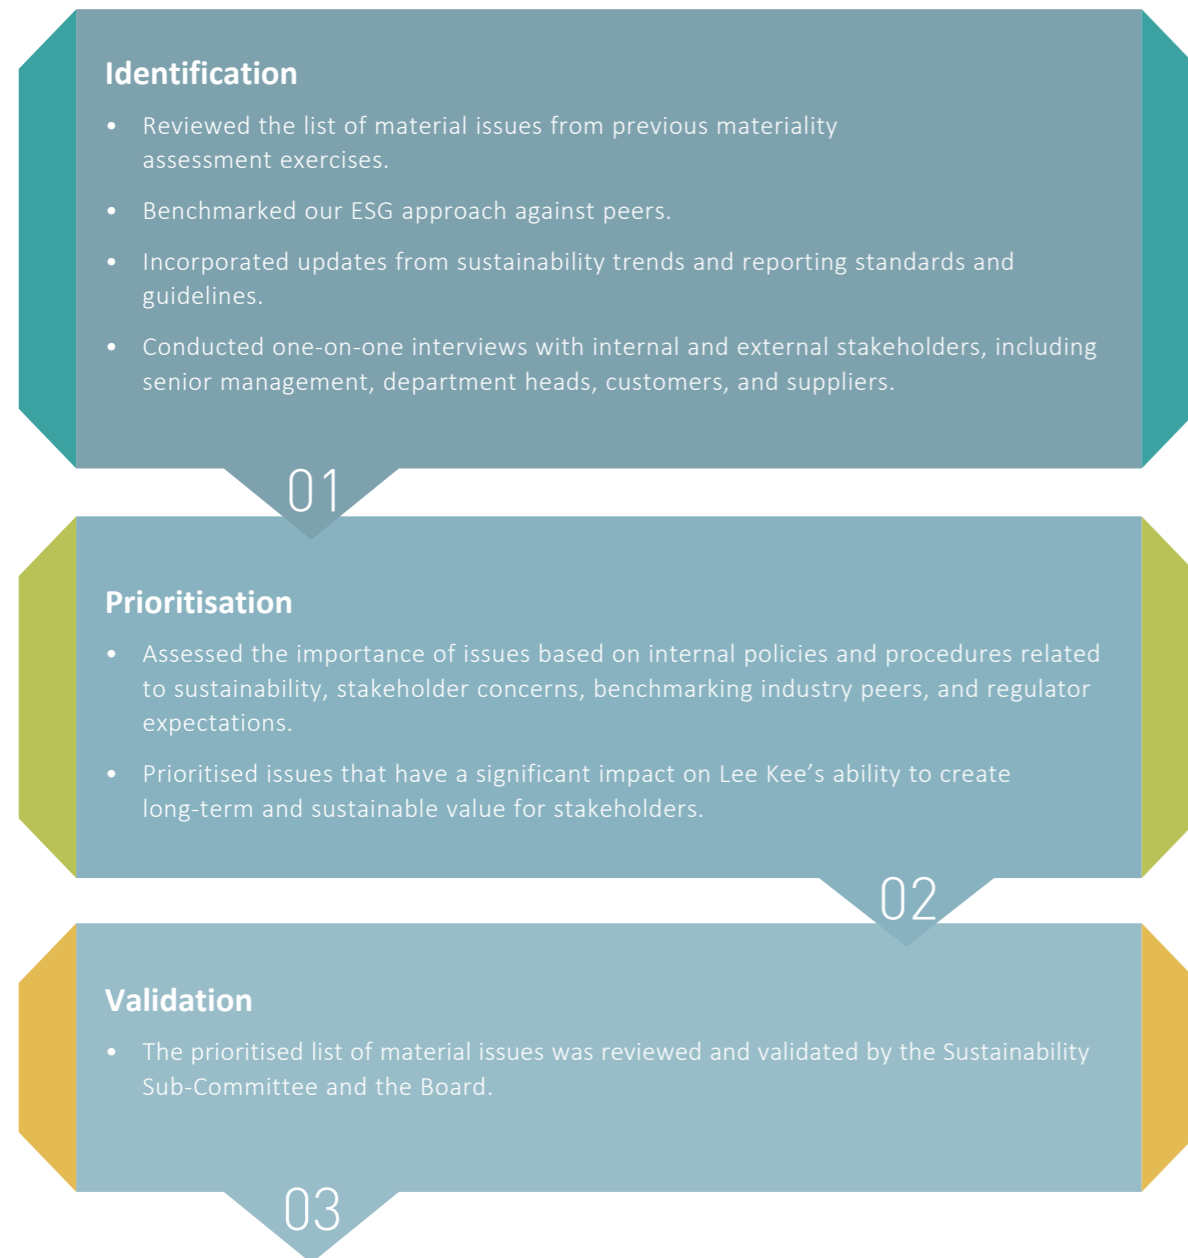 Identification
• Reviewed the list of material issues from previous materiality
assessment exercises.
• Benchmarked our ESG approach against peers.
• Incorporated updates from sustainability trends and reporting standards and
guidelines.
• Conducted one-on-one interviews with internal and external stakeholders, including
senior management, department heads, customers, and suppliers.
01
Prioritisation
• Assessed the importance of issues based on internal policies and procedures related
to sustainability, stakeholder concerns, benchmarking industry peers, and regulator
expectations.
• Prioritised issues that have a significant impact on Lee Kee’s ability to create
long-term and sustainable value for stakeholders.
02
Validation
• The prioritised list of material issues was reviewed and validated by the Sustainability
Sub-Committee and the Board.
03